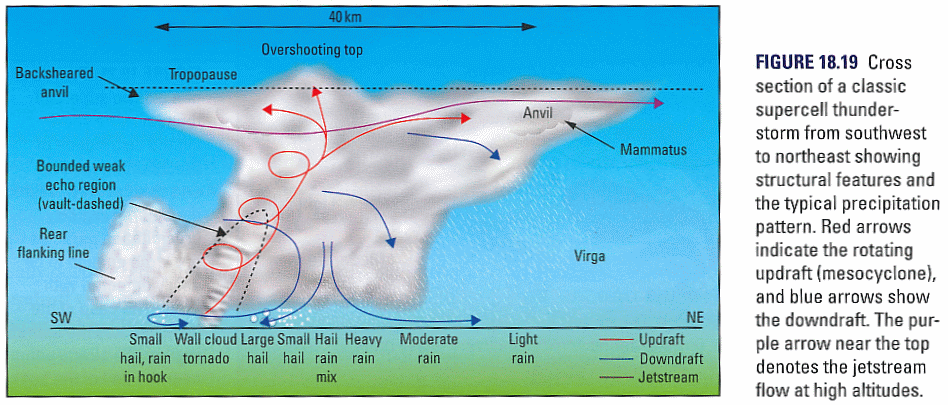 40 km
Overshooting top
Backsheared
anvil
Tropopause
Anvil
Mammatus
Bounded weak
echo region
(vault-dashed)
Rear
flanking line
Virga
SW
NE
Small
hail, rain
in hook
Wall cloud
tornado
Large
hail
Small
hail
Hail
rain
mix
Heavy
rain
Moderate
rain
Light
rain
Updraft
Downdraft
Jetstream
FIGURE 18.19 Cross
section of a classic
supercell thunder-
storm from southwest
to northeast showing
structural features and
the typical precipitation
pattern. Red arrows
indicate the rotating
updraft (mesocyclone),
and blue arrows show
the downdraft. The pur-
ple arrow near the top
denotes the jetstream
flow at high altitudes.